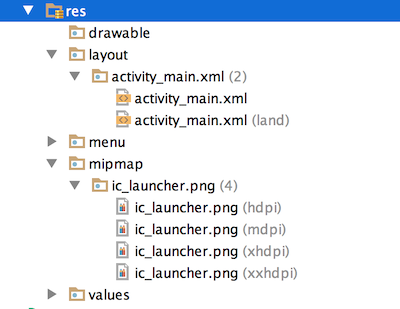 res
drawable
layout
activity_main.xml (2)
activity_main.xml
activity_main.xml (land)
menu
mipmap
ic_launcher.png (4)
ic_launcher.png (hdpi)
ic_launcher.png (mdpi)
ic_launcher.png (xhdpi)
ic_launcher.png (xxhdpi)
values